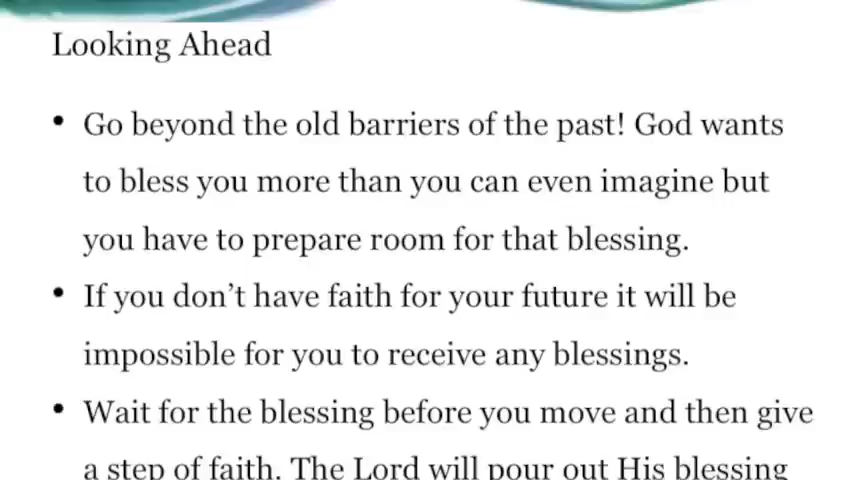 Looking Ahead
• Go beyond the old barriers of the past! God wants
to bless you more than you can even imagine but
you have to prepare room for that blessing.
• If you don’t have faith for your future it will be
impossible for you to receive any blessings.
• Wait for the blessing before you move and then give
a step of faith. The Lord will pour out His blessing